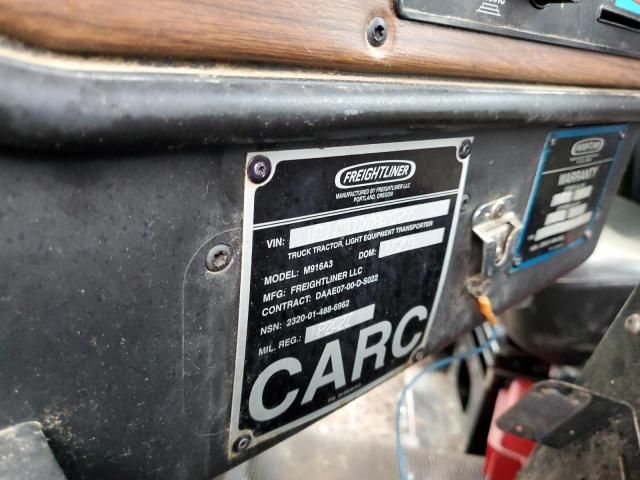 FREIGHTLINER
MANUFACTURED BY FREIGHTLINER LLC
PORTLAND, OREGON
VIN:
TRUCK TRACTOR, LIGHT EQUIPMENT TRANSPORTER
DOM:
MODEL: M916A3
MFG: FREIGHTLINER LLC
CONTRACT: DAAE07-00-D-S022
NSN: 2320-01-488-6962
MIL. REG.:
CARC
FREIGHTLINER
WARRANTY